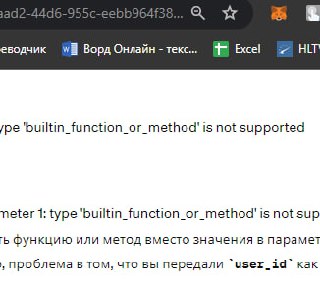 aad2-44d6-955c-eebb964f38...
реводчик Ворд Онлайн - текс... Excel HLTV
ype 'builtin_function_or_method' is not supported
meter 1: type 'builtin_function_or_method' is not sup
ть функцию или метод вместо значения в парамет
о, проблема в том, что вы передали `user_id` как